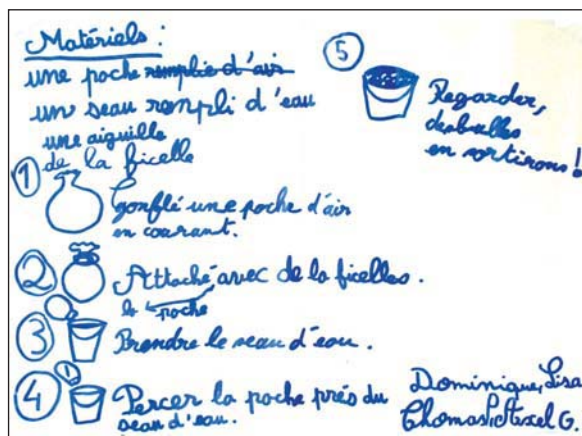 Matériels :
une poche remplie d'air
un seau rempli d'eau
une aiguille
de la ficelle
1
Gonflé une poche d'air
en courant.
2
Attaché avec de la ficelles.
la poche
3
Prendre le seau d'eau.
4
Percer la poche près du
seau d'eau.
5
Regarder,
des bulles
en sortirons !
Dominique, Lisa
Thomas P, Axel G.